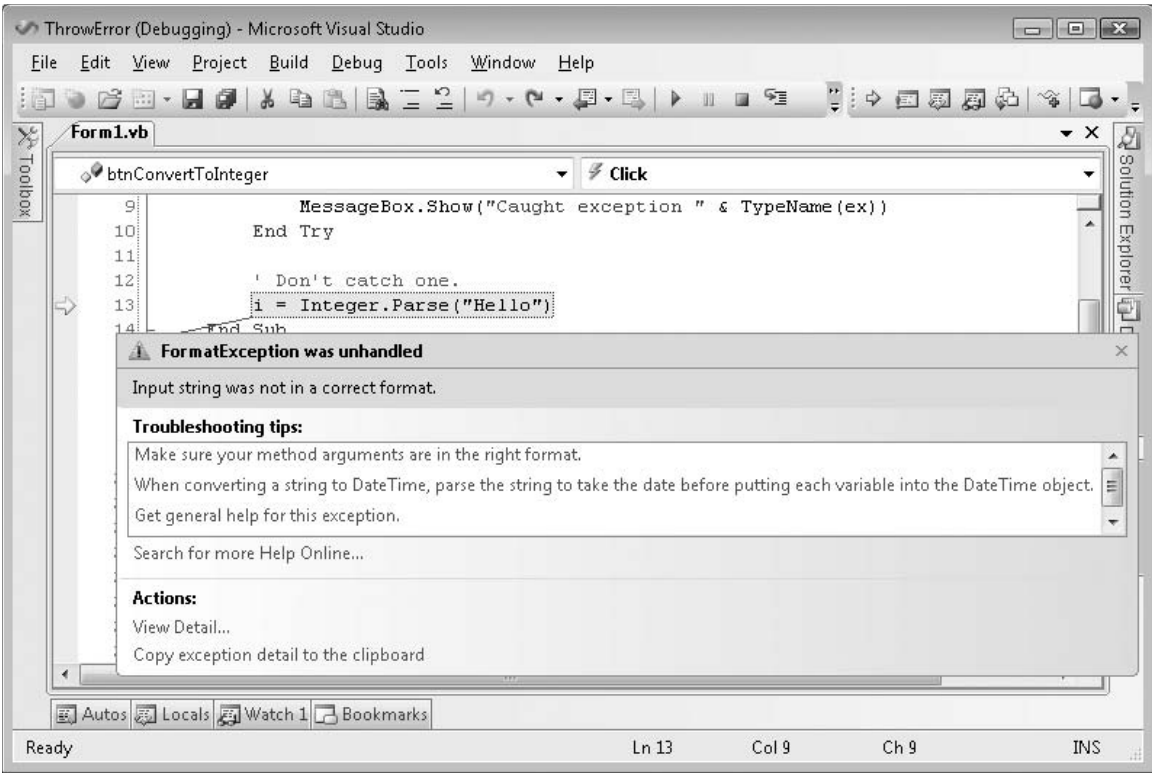 ThrowError (Debugging) - Microsoft Visual Studio
File Edit View Project Build Debug Tools Window Help
Toolbox
Form1.vb
Solution Explorer
btnConvertToInteger Click
9 MessageBox.Show("Caught exception " & TypeName(ex))
10 End Try
11
12 ' Don't catch one.
13 i = Integer.Parse("Hello")
14 End Sub
FormatException was unhandled
Input string was not in a correct format.
Troubleshooting tips:
Make sure your method arguments are in the right format.
When converting a string to DateTime, parse the string to take the date before putting each variable into the DateTime object.
Get general help for this exception.
Search for more Help Online...
Actions:
View Detail...
Copy exception detail to the clipboard
Autos Locals Watch 1 Bookmarks
Ready Ln 13 Col 9 Ch 9 INS